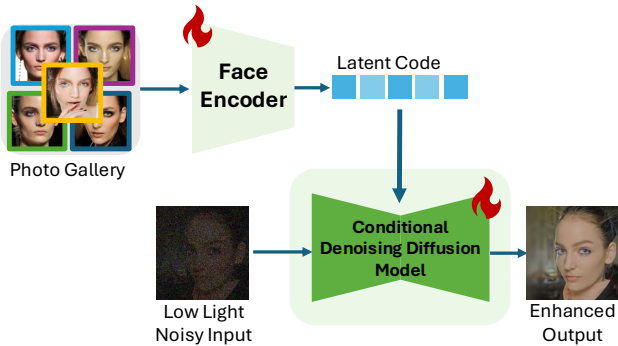 Face
Encoder
Latent Code
Photo Gallery
Conditional
Denoising Diffusion
Model
Low Light
Noisy Input
Enhanced
Output